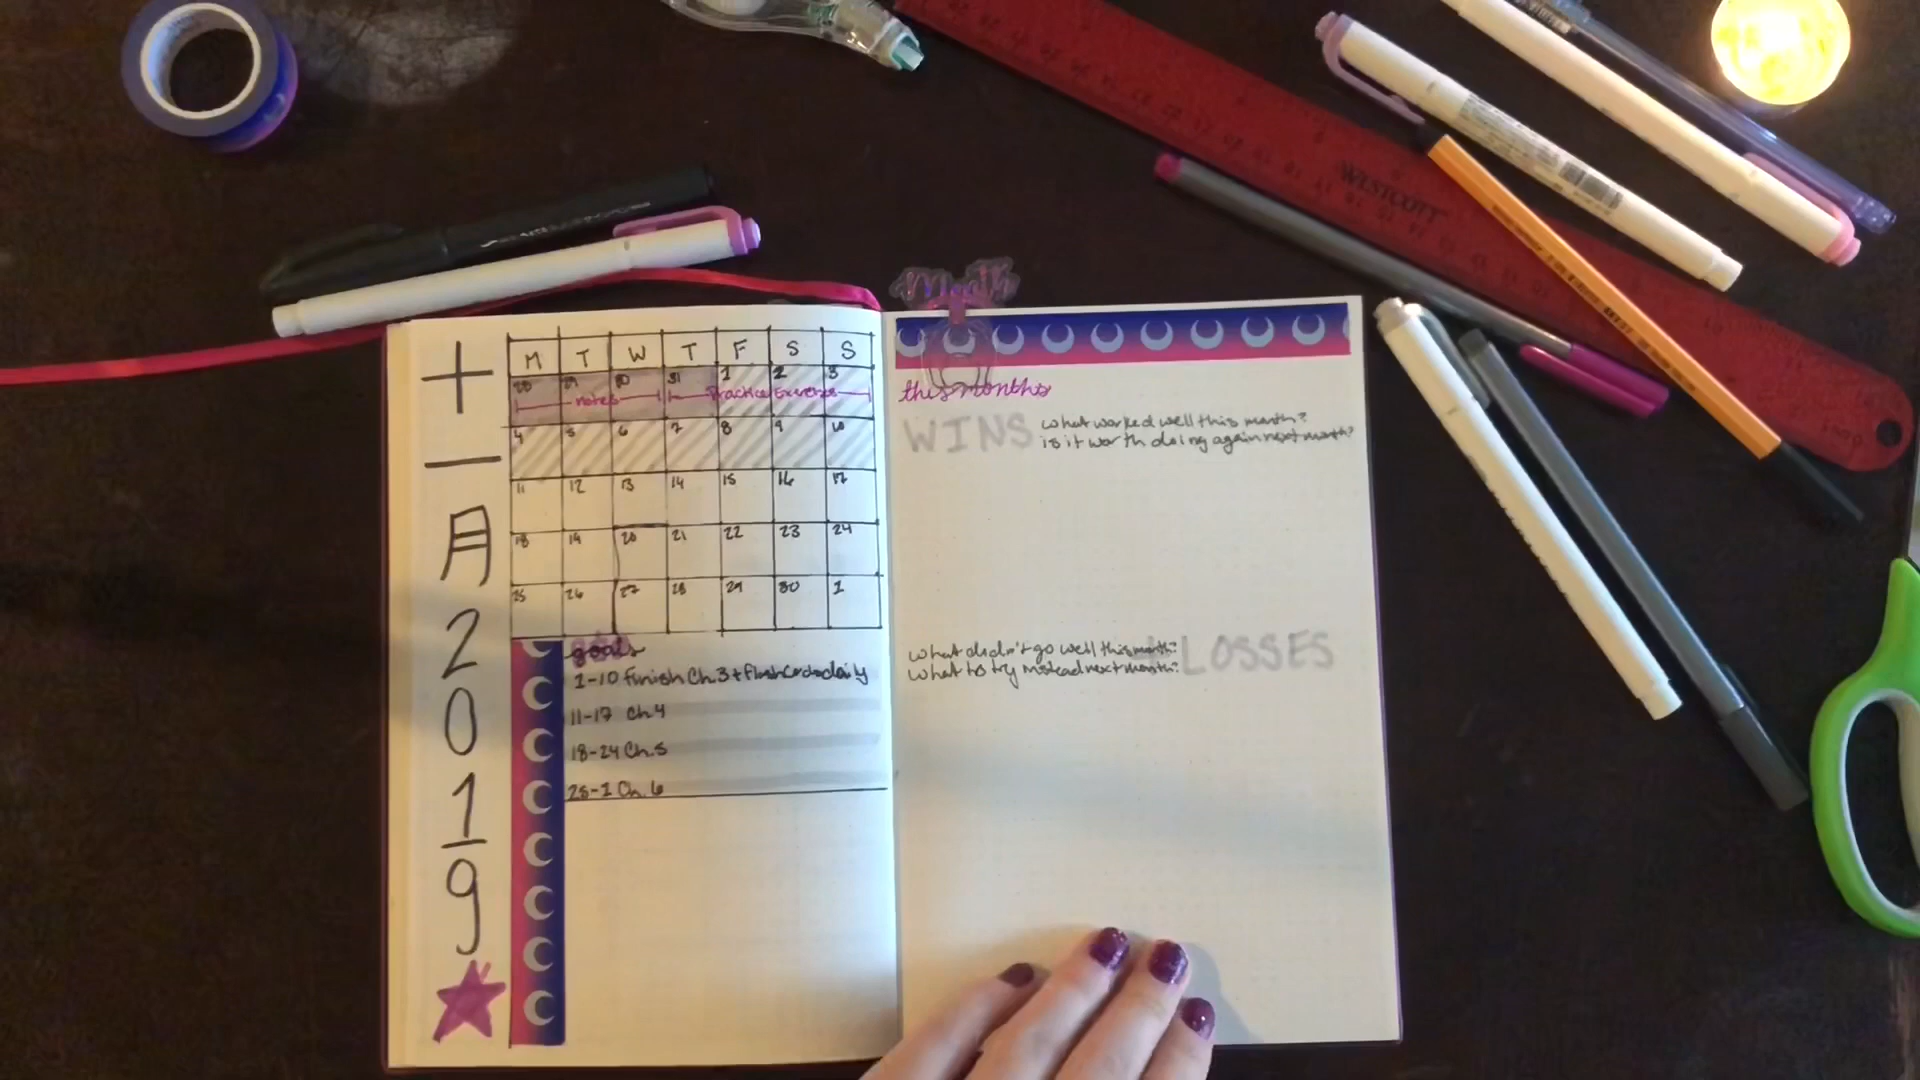 十
一
月
2
0
1
9
M T W T F S S
28 29 30 31 1 2 3
notes Practice Exercises
4 5 6 7 8 9 10
11 12 13 14 15 16 17
18 19 20 21 22 23 24
25 26 27 28 29 30 1
goals
1-10 Finish Ch.3 + flashcards daily
11-17 Ch.4
18-24 Ch.5
25-1 Ch.6
Month
this months
WINS
what worked well this month?
is it worth doing again next month?
what didn't go well this month?
What to try instead next month?
LOSSES
WESTCOTT